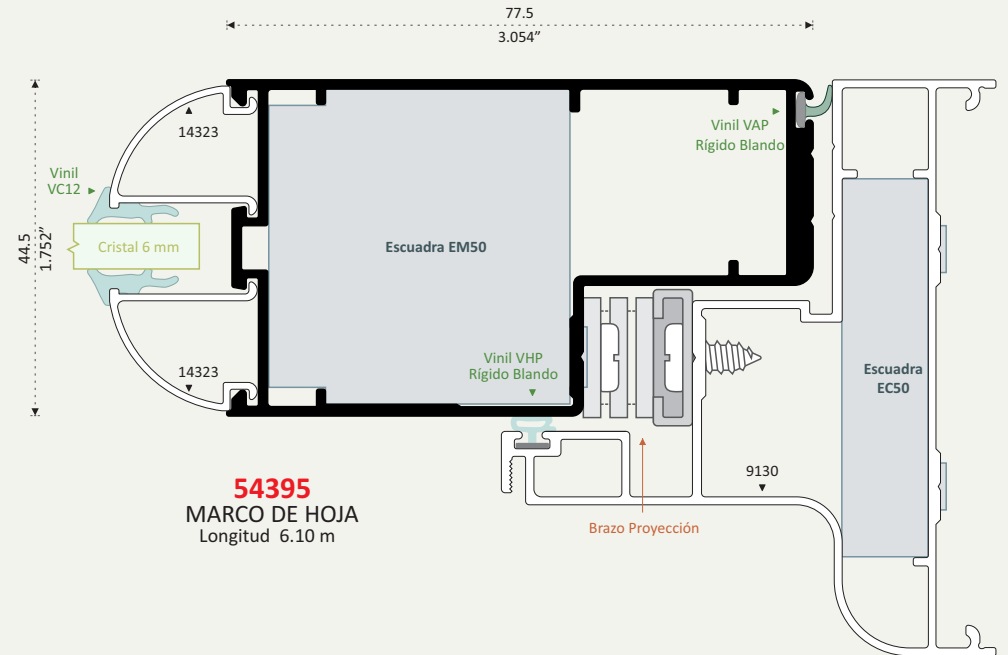 77.5
3.054”
14323
Vinil VAP
Rígido Blando
Vinil
VC12
44.5
1.752”
Cristal 6 mm
Escuadra EM50
14323
Vinil VHP
Rígido Blando
Escuadra
EC50
54395
MARCO DE HOJA
Longitud 6.10 m
9130
Brazo Proyección